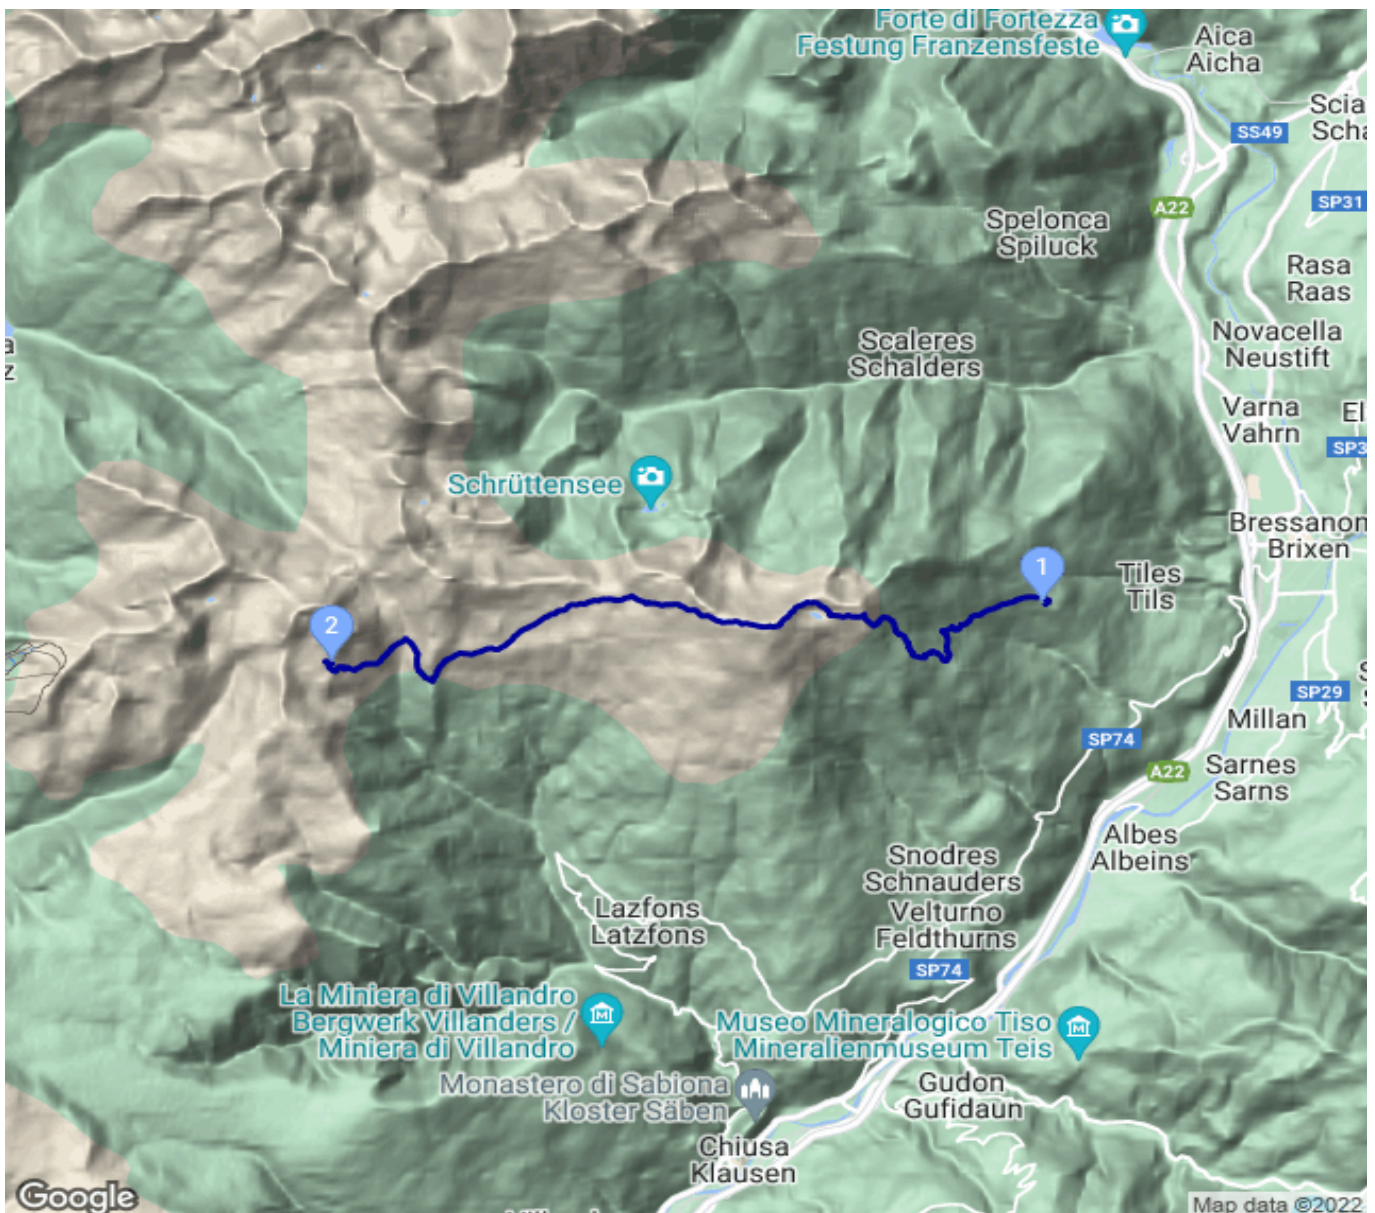 Forte di Fortezza
Festung Franzensfeste
Aica
Aicha
SS49
SP31
A22
Spelonca
Spiluck
Rasa
Raas
Scaleres
Schalders
Novacella
Neustift
Varna
Vahrn
Schrüttensee
Bressanon
Brixen
1
Tiles
Tils
2
SP29
Millan
SP74
A22
Sarnes
Sarns
Albes
Albeins
Snodres
Schnauders
Velturno
Feldthurns
Lazfons
Latzfons
SP74
La Miniera di Villandro
Bergwerk Villanders /
Miniera di Villandro
Museo Mineralogico Tiso
Mineralienmuseum Teis
Monastero di Sabiona
Kloster Säben
Gudon
Gufidaun
Chiusa
Klausen
Google
Map data ©2022